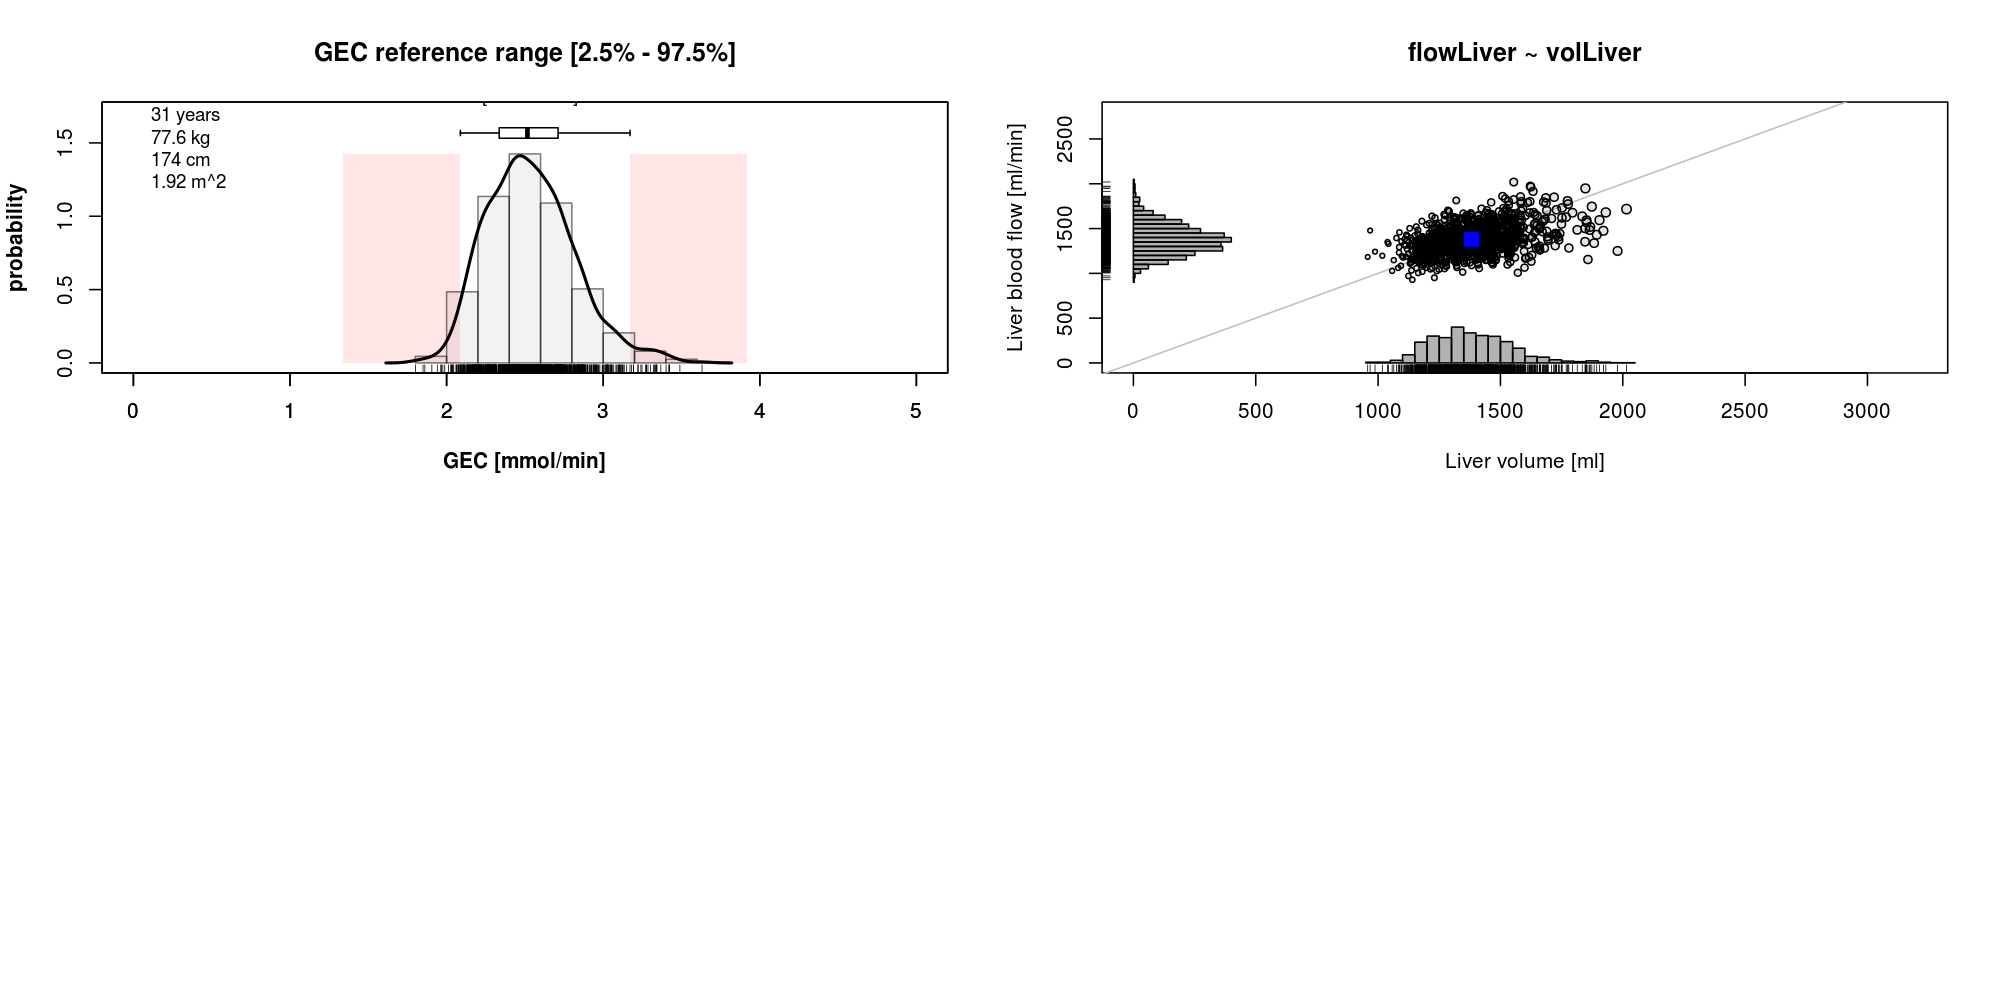 GEC reference range [2.5% - 97.5%]
31 years
77.6 kg
174 cm
1.92 m^2
probability
0.0
0.5
1.0
1.5
0 1 2 3 4 5
GEC [mmol/min]
flowLiver ~ volLiver
Liver blood flow [ml/min]
0
500
1500
2500
0 500 1000 1500 2000 2500 3000
Liver volume [ml]